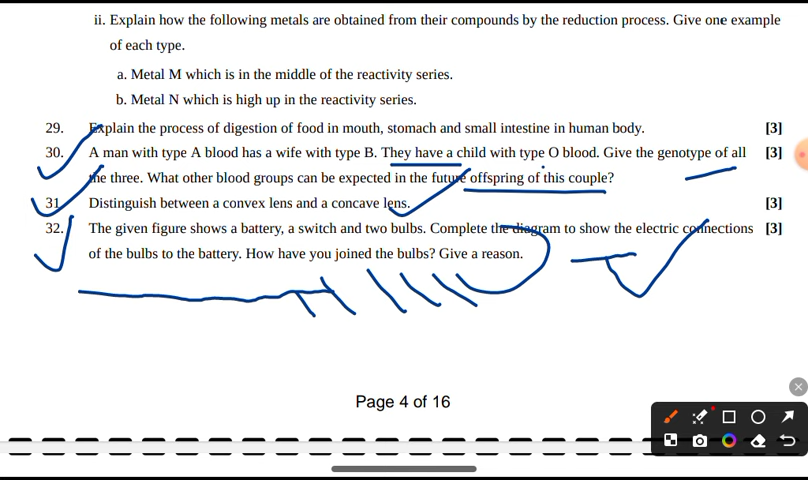 ii. Explain how the following metals are obtained from their compounds by the reduction process. Give one example
of each type.
a. Metal M which is in the middle of the reactivity series.
b. Metal N which is high up in the reactivity series.
29. Explain the process of digestion of food in mouth, stomach and small intestine in human body. [3]
30. A man with type A blood has a wife with type B. They have a child with type O blood. Give the genotype of all [3]
the three. What other blood groups can be expected in the future offspring of this couple?
31. Distinguish between a convex lens and a concave lens. [3]
32. The given figure shows a battery, a switch and two bulbs. Complete the diagram to show the electric connections [3]
of the bulbs to the battery. How have you joined the bulbs? Give a reason.
Page 4 of 16